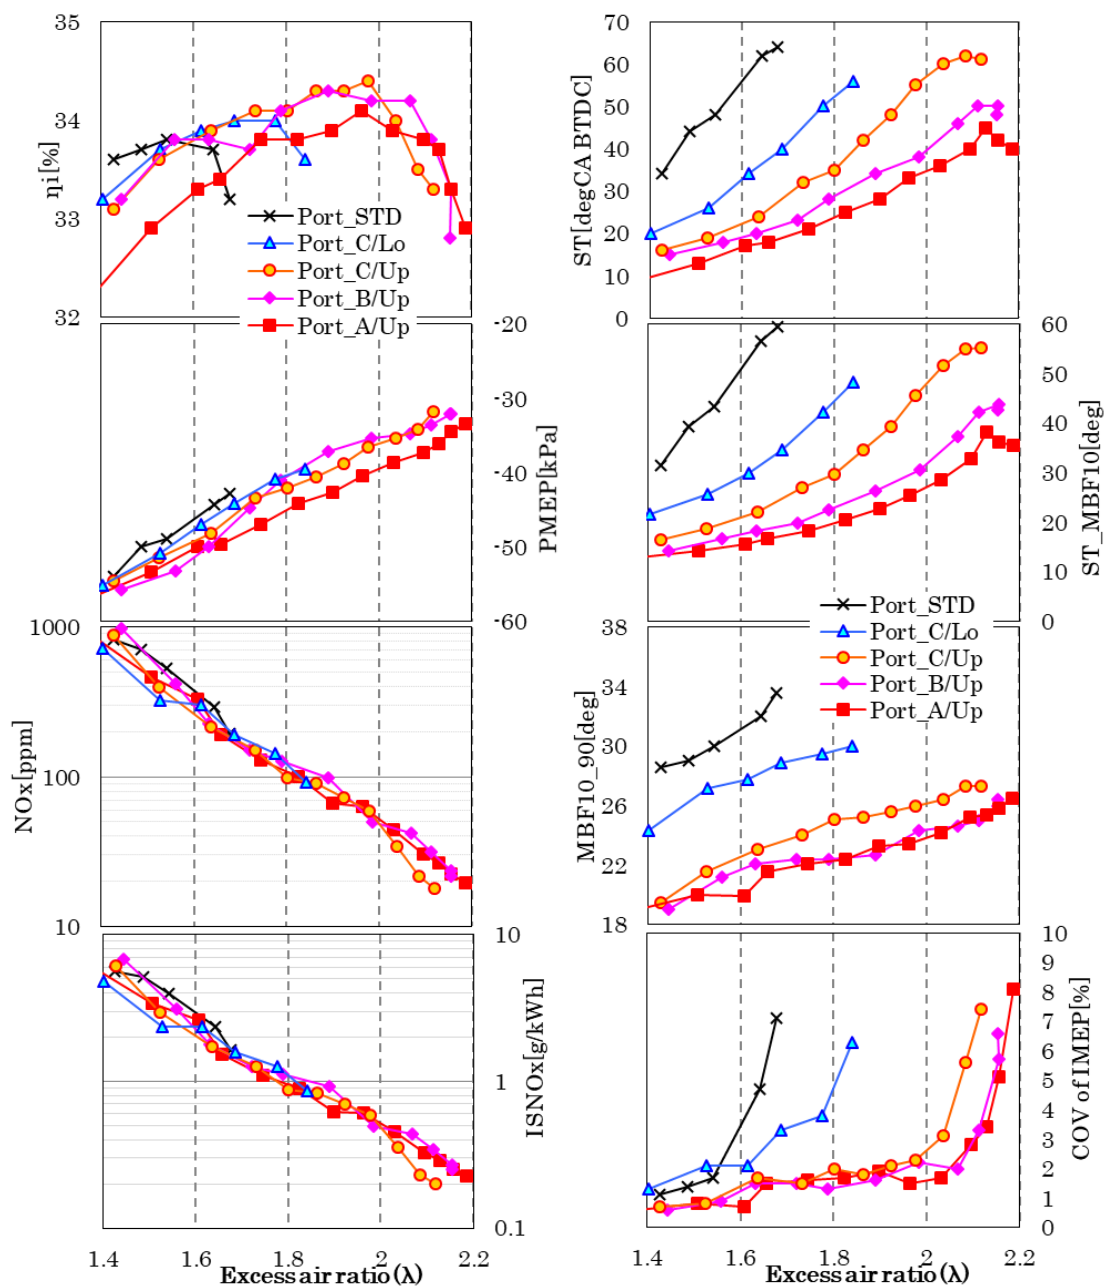 35
34
33
32
ηi[%]
Port_STD
Port_C/Lo
Port_C/Up
Port_B/Up
Port_A/Up
70
60
50
40
30
20
10
0
ST[degCA BTDC]
-20
-30
-40
-50
-60
PMEP[kPa]
60
50
40
30
20
10
0
ST_MBF10[deg]
1000
100
10
NOx[ppm]
Port_STD
Port_C/Lo
Port_C/Up
Port_B/Up
Port_A/Up
38
34
30
26
22
18
MBF10_90[deg]
10
1
0.1
ISNOx[g/kWh]
10
9
8
7
6
5
4
3
2
1
0
COV of IMEP[%]
1.4 1.6 1.8 2 2.2
Excess air ratio (λ)
1.4 1.6 1.8 2 2.2
Excess air ratio (λ)